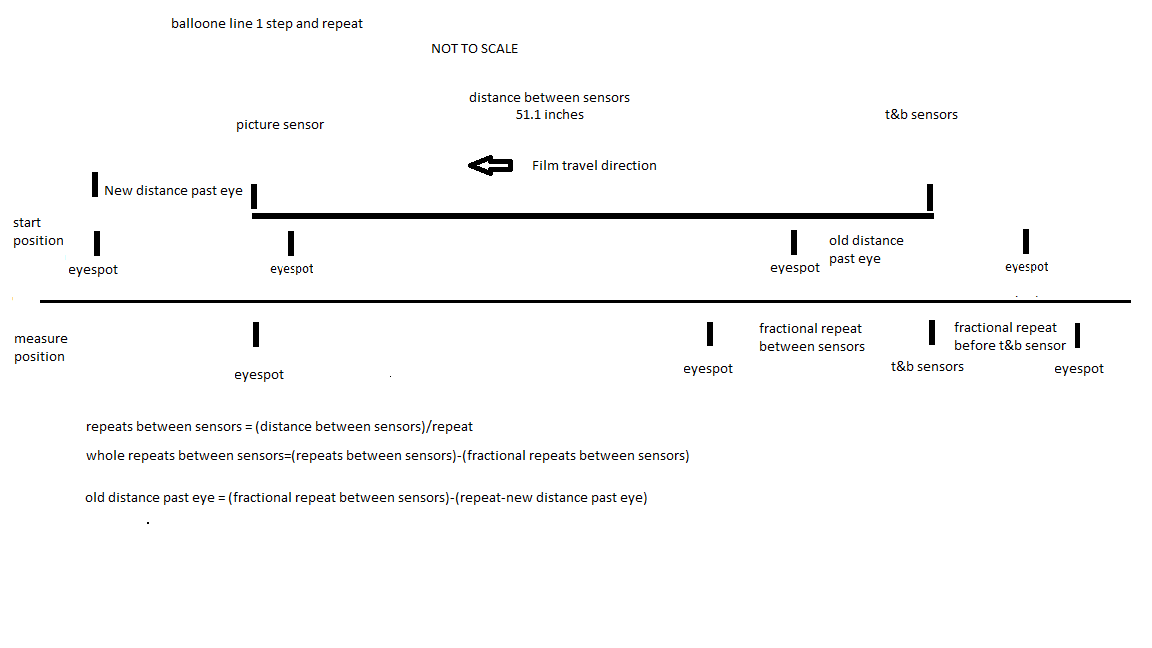 balloone line 1 step and repeat
NOT TO SCALE
distance between sensors
51.1 inches
picture sensor
t&b sensors
Film travel direction
New distance past eye
start
position
old distance
past eye
eyespot
eyespot
eyespot
eyespot
measure
position
fractional repeat
between sensors
fractional repeat
before t&b sensor
eyespot
eyespot
t&b sensors
eyespot
repeats between sensors = (distance between sensors)/repeat
whole repeats between sensors=(repeats between sensors)-(fractional repeats between sensors)
old distance past eye = (fractional repeat between sensors)-(repeat-new distance past eye)